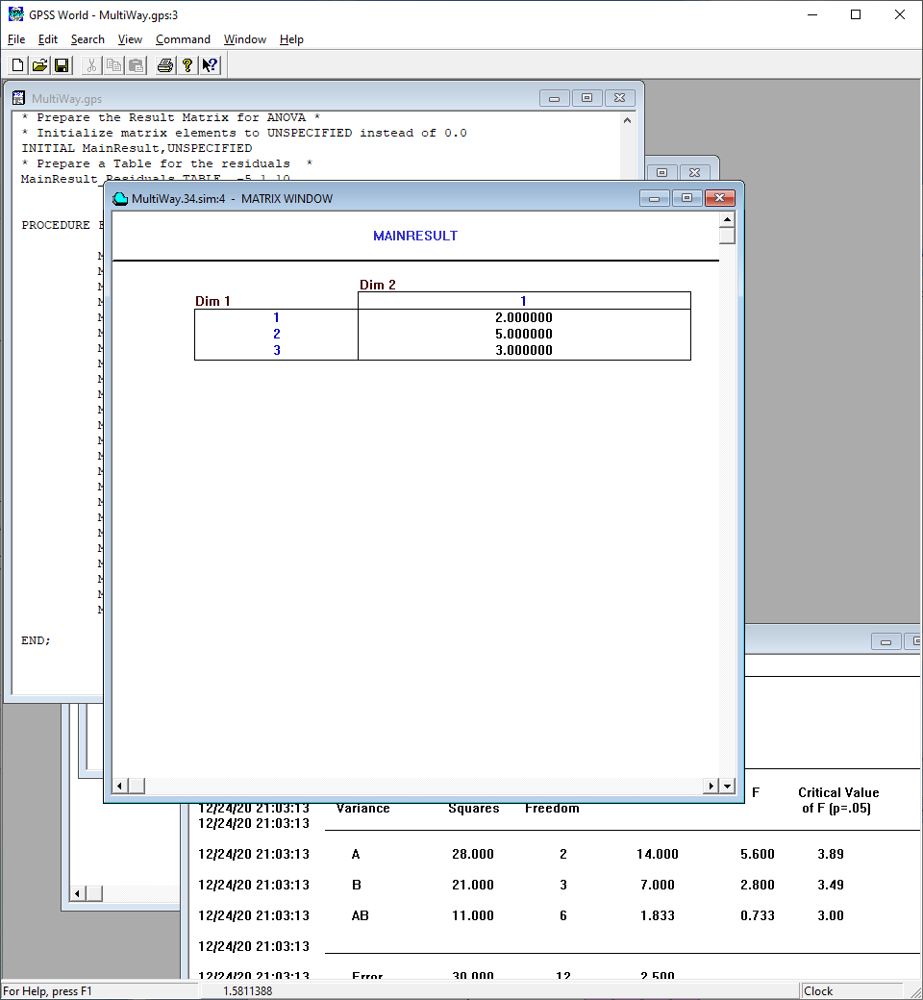 GPSS World - MultiWay.gps:3
File Edit Search View Command Window Help
MultiWay.gps
* Prepare the Result Matrix for ANOVA *
* Initialize matrix elements to UNSPECIFIED instead of 0.0
INITIAL MainResult,UNSPECIFIED
* Prepare a Table for the residuals *
MainResult_Residuals TABLE -5,1,10
PROCEDURE
MultiWay.34.sim:4 - MATRIX WINDOW
MAINRESULT
Dim 2
Dim 1 1
1 2.000000
2 5.000000
3 3.000000
END;
F Critical Value
12/24/20 21:03:13 Variance Squares Freedom of F (p=.05)
12/24/20 21:03:13
12/24/20 21:03:13 A 28.000 2 14.000 5.600 3.89
12/24/20 21:03:13 B 21.000 3 7.000 2.800 3.49
12/24/20 21:03:13 AB 11.000 6 1.833 0.733 3.00
12/24/20 21:03:13
12/24/20 21:03:13 Error 30.000 12 2.500
For Help, press F1 1.5811388 Clock